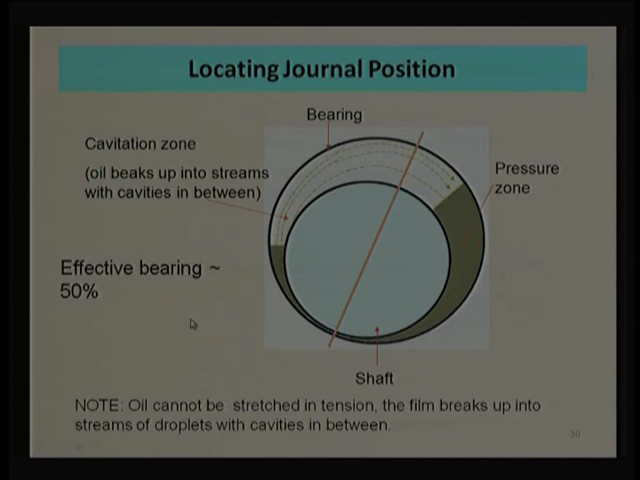 Locating Journal Position
Bearing
Cavitation zone
(oil beaks up into streams
with cavities in between)
Pressure
zone
Effective bearing ~
50%
Shaft
NOTE: Oil cannot be stretched in tension, the film breaks up into
streams of droplets with cavities in between.
30